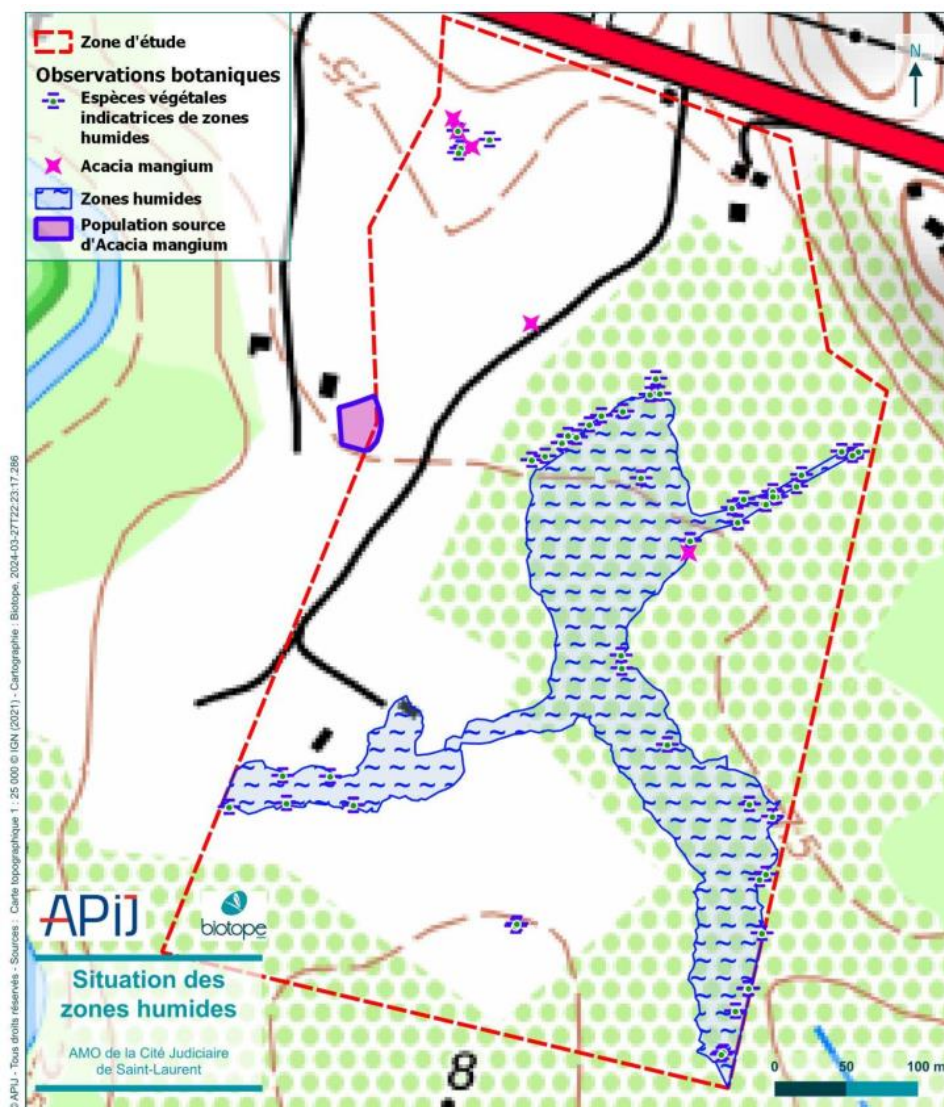 Zone d'étude
Observations botaniques
Espèces végétales
indicatrices de zones
humides
Acacia mangium
Zones humides
Population source
d'Acacia mangium
N
15
15
8
© APIJ - Tous droits réservés - Sources : Carte topographique 1 : 25 000 © IGN (2021) - Cartographie : Biotope, 2024-03-27T22:23:17.286
APIJ
biotope
Situation des
zones humides
AMO de la Cité Judiciaire
de Saint-Laurent
0 50 100 m